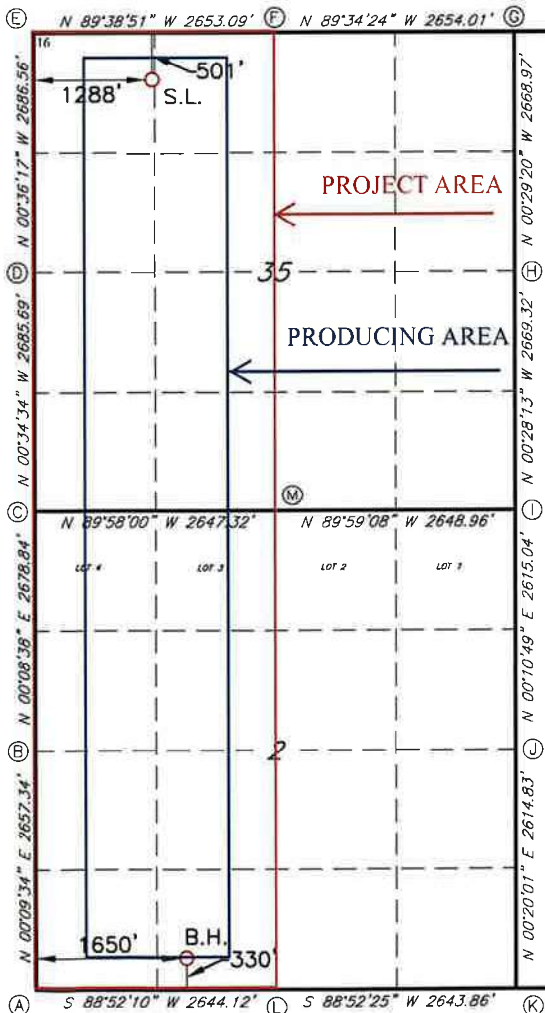 Ⓔ N 89°38'51" W 2653.09' Ⓕ N 89°34'24" W 2654.01' Ⓖ
16
501'
1288'
S.L.
N 00°36'17" W 2686.56'
N 00°29'20" W 2668.97'
PROJECT AREA
Ⓓ 35 Ⓗ
PRODUCING AREA
N 00°34'34" W 2685.69'
N 00°28'13" W 2669.32'
Ⓜ
Ⓒ N 89°58'00" W 2647.32' N 89°59'08" W 2648.96' Ⓘ
LOT 4 LOT 3 LOT 2 LOT 1
N 00°08'38" E 2678.84'
N 00°10'49" E 2615.04'
Ⓑ 2 Ⓙ
N 00°09'34" E 2657.34'
N 00°20'01" E 2614.83'
1650' B.H. 330'
Ⓐ S 88°52'10" W 2644.12' Ⓛ S 88°52'25" W 2643.86' Ⓚ